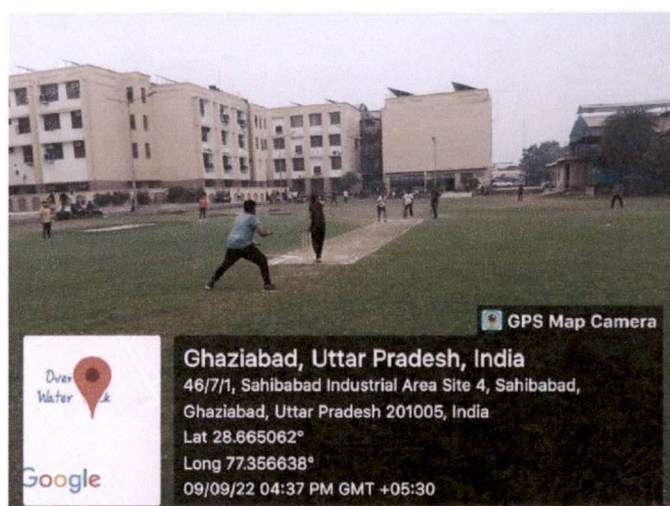 GPS Map Camera
Ghaziabad, Uttar Pradesh, India
46/7/1, Sahibabad Industrial Area Site 4, Sahibabad,
Ghaziabad, Uttar Pradesh 201005, India
Lat 28.665062°
Long 77.356638°
09/09/22 04:37 PM GMT +05:30
Over
Water
Google